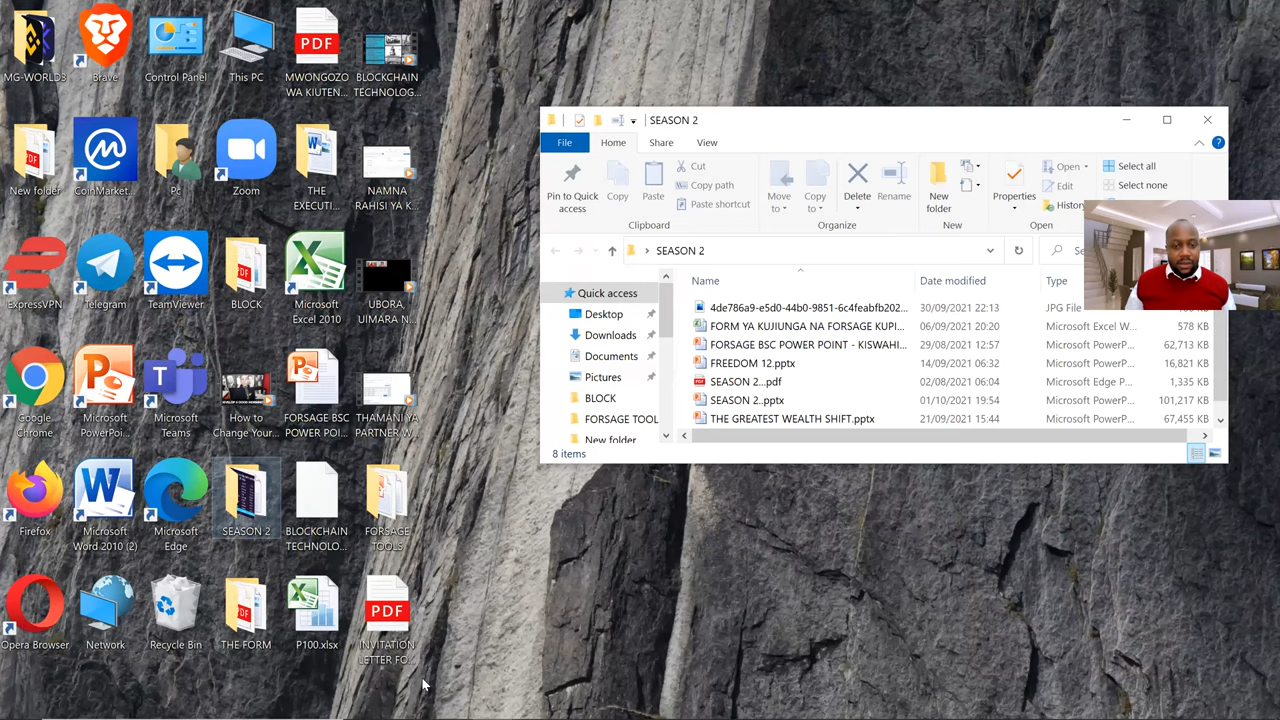 MG-WORLD3
Brave
Control Panel
This PC
MWONGOZO
WA KIUTEN...
BLOCKCHAIN
TECHNOLOG...
New folder
CoinMarket...
Pc
Zoom
THE
EXECUTI...
NAMNA
RAHISI YA K...
ExpressVPN
Telegram
TeamViewer
BLOCK
Microsoft
Excel 2010
UBORA,
UIMARA N...
Google
Chrome
Microsoft
PowerPoi...
Microsoft
Teams
How to
Change Your...
FORSAGE BSC
POWER POI...
THAMANI YA
PARTNER W...
Firefox
Microsoft
Word 2010 (2)
Microsoft
Edge
SEASON 2
BLOCKCHAIN
TECHNOLO...
FORSAGE
TOOLS
Opera Browser
Network
Recycle Bin
THE FORM
P100.xlsx
PDF
INVITATION
LETTER FO...
SEASON 2
File
Home
Share
View
Pin to Quick
access
Copy
Paste
Cut
Copy path
Paste shortcut
Clipboard
Move
to
Copy
to
Delete
Rename
Organize
New
folder
New
Properties
Open
Edit
History
Open
Select all
Select none
SEASON 2
Name
Date modified
Type
Quick access
Desktop
Downloads
Documents
Pictures
BLOCK
FORSAGE TOOL
New folder
4de786a9-e5d0-44b0-9851-6c4feabfb202... 30/09/2021 22:13 JPG File
FORM YA KUJIUNGA NA FORSAGE KUPI... 06/09/2021 20:20 Microsoft Excel W... 578 KB
FORSAGE BSC POWER POINT - KISWAHI... 29/08/2021 12:57 Microsoft PowerP... 62,713 KB
FREEDOM 12.pptx 14/09/2021 06:32 Microsoft PowerP... 16,821 KB
SEASON 2...pdf 02/08/2021 06:04 Microsoft Edge P... 1,335 KB
SEASON 2..pptx 01/10/2021 19:54 Microsoft PowerP... 101,217 KB
THE GREATEST WEALTH SHIFT.pptx 21/09/2021 15:44 Microsoft PowerP... 67,455 KB
8 items